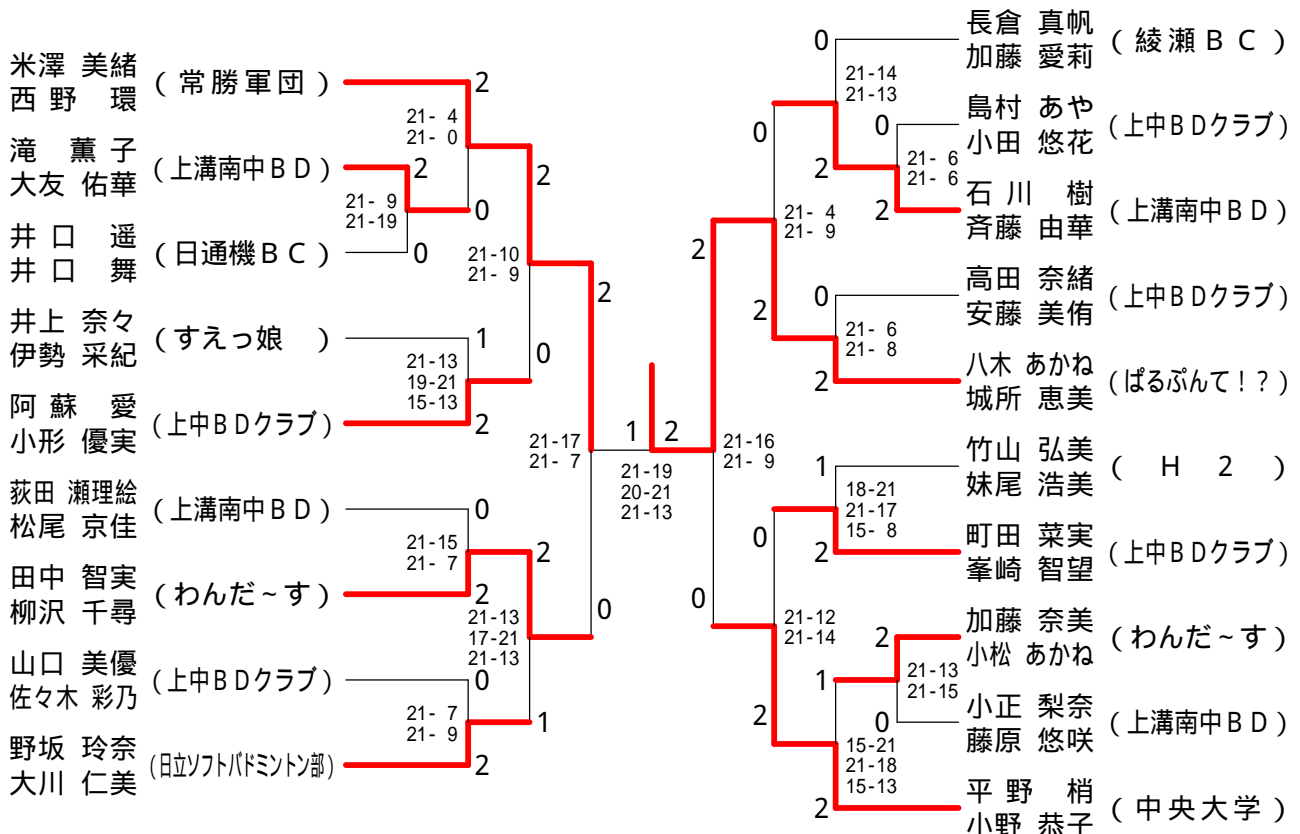 米澤 美緒
西野 環
(常勝軍団)
2
21- 4
21- 0
滝 薫子
大友 佑華
(上溝南中ＢＤ)
2
2
21- 9
21-19
0
井口 遥
井口 舞
(日通機ＢＣ)
0
21-10
21- 9
2
井上 奈々
伊勢 采紀
(すえっ娘 )
1
0
21-13
19-21
15-13
阿蘇 愛
小形 優実
(上中ＢＤクラブ)
2
21-17
21- 7
荻田 瀬理絵
松尾 京佳
(上溝南中ＢＤ)
0
21-15
21- 7
2
田中 智実
柳沢 千尋
(わんだ~す)
2
21-13
17-21
21-13
0
山口 美優
佐々木 彩乃
(上中ＢＤクラブ)
0
21- 7
21- 9
1
野坂 玲奈
大川 仁美
(日立ソフトバドミントン部)
2
1
2
21-19
20-21
21-13
長倉 真帆
加藤 愛莉
(綾瀬ＢＣ)
0
21-14
21-13
島村 あや
小田 悠花
(上中ＢＤクラブ)
0
0
21- 6
21- 6
2
石川 樹
斉藤 由華
(上溝南中ＢＤ)
2
21- 4
21- 9
2
高田 奈緒
安藤 美侑
(上中ＢＤクラブ)
0
2
21- 6
21- 8
八木 あかね
城所 恵美
(ぱるぷんて！？)
2
21-16
21- 9
竹山 弘美
妹尾 浩美
(Ｈ２)
1
18-21
21-17
15- 8
0
町田 菜実
峯崎 智望
(上中ＢＤクラブ)
2
0
21-12
21-14
加藤 奈美
小松 あかね
(わんだ~す)
2
21-13
21-15
1
小正 梨奈
藤原 悠咲
(上溝南中ＢＤ)
0
2
15-21
21-18
15-13
平野 梢
小野 恭子
(中央大学)
2